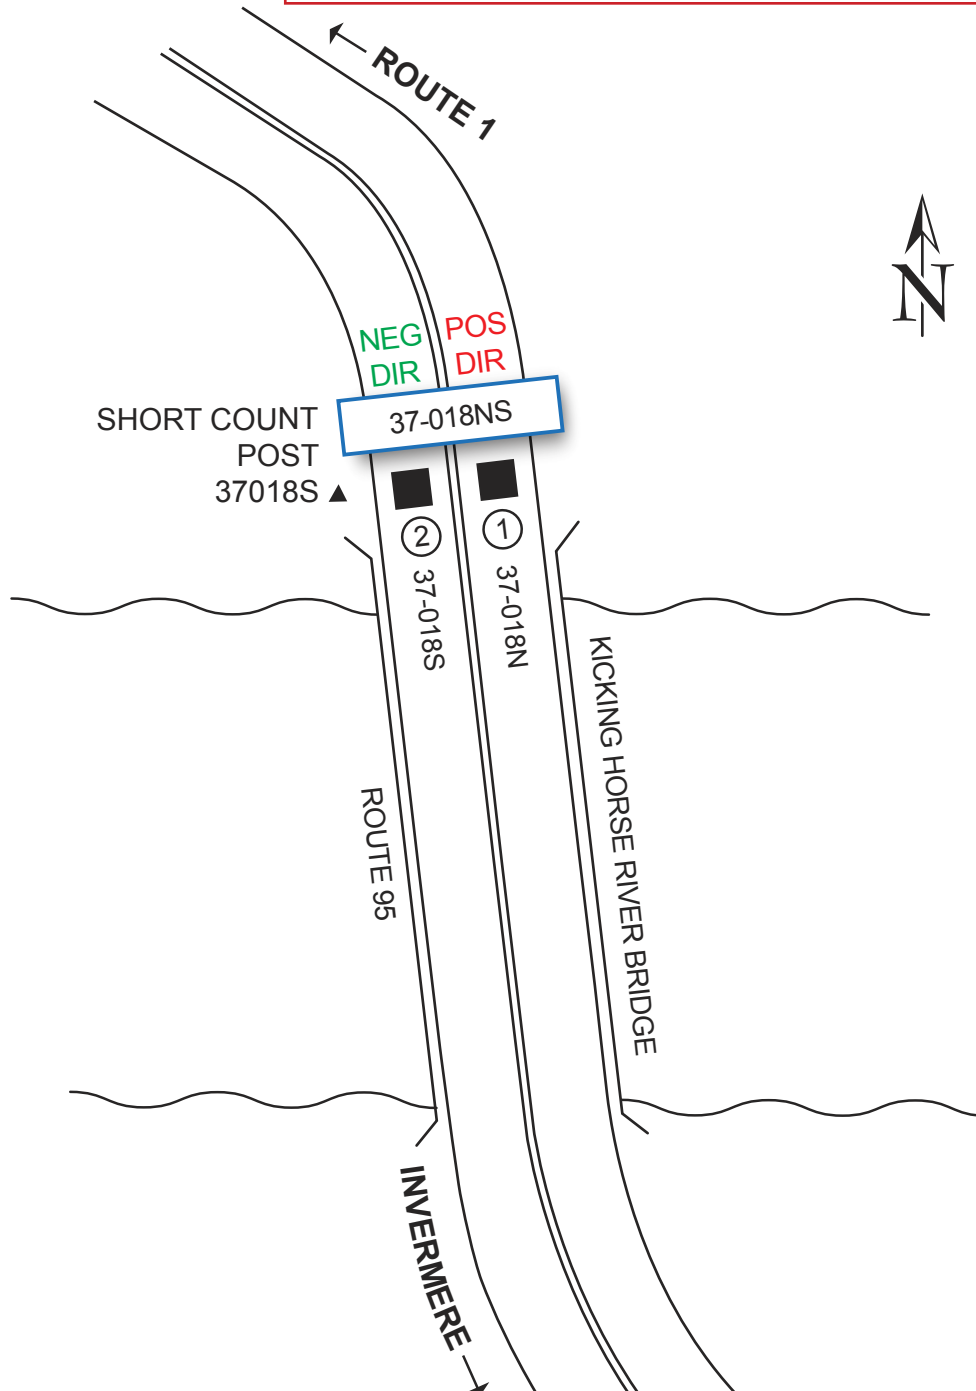 ROUTE 1
N
NEG
DIR
POS
DIR
37-018NS
SHORT COUNT
POST
37018S
2
1
37-018S
37-018N
KICKING HORSE RIVER BRIDGE
ROUTE 95
INVERMERE